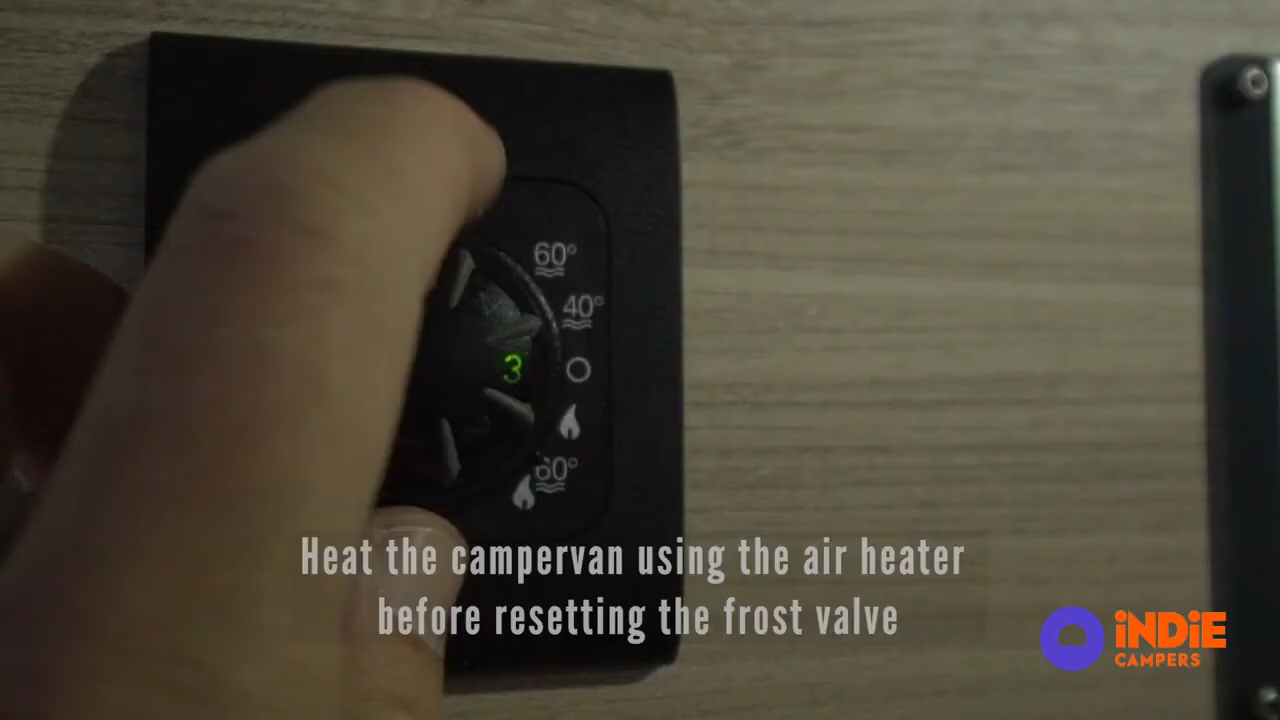 60°
40°
3
60°
Heat the campervan using the air heater
before resetting the frost valve
iNDiE
CAMPERS